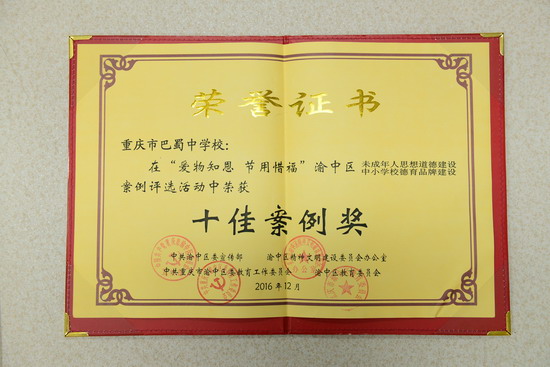 荣誉证书
重庆市巴蜀中学校：
在“爱物知恩 节用惜福”渝中区 未成年人思想道德建设
中小学校德育品牌建设
案例评选活动中荣获
十佳案例奖
中共渝中区委宣传部 渝中区精神文明建设委员会办公室
中共重庆市渝中区委教育工作委员会 渝中区教育委员会
2016年12月